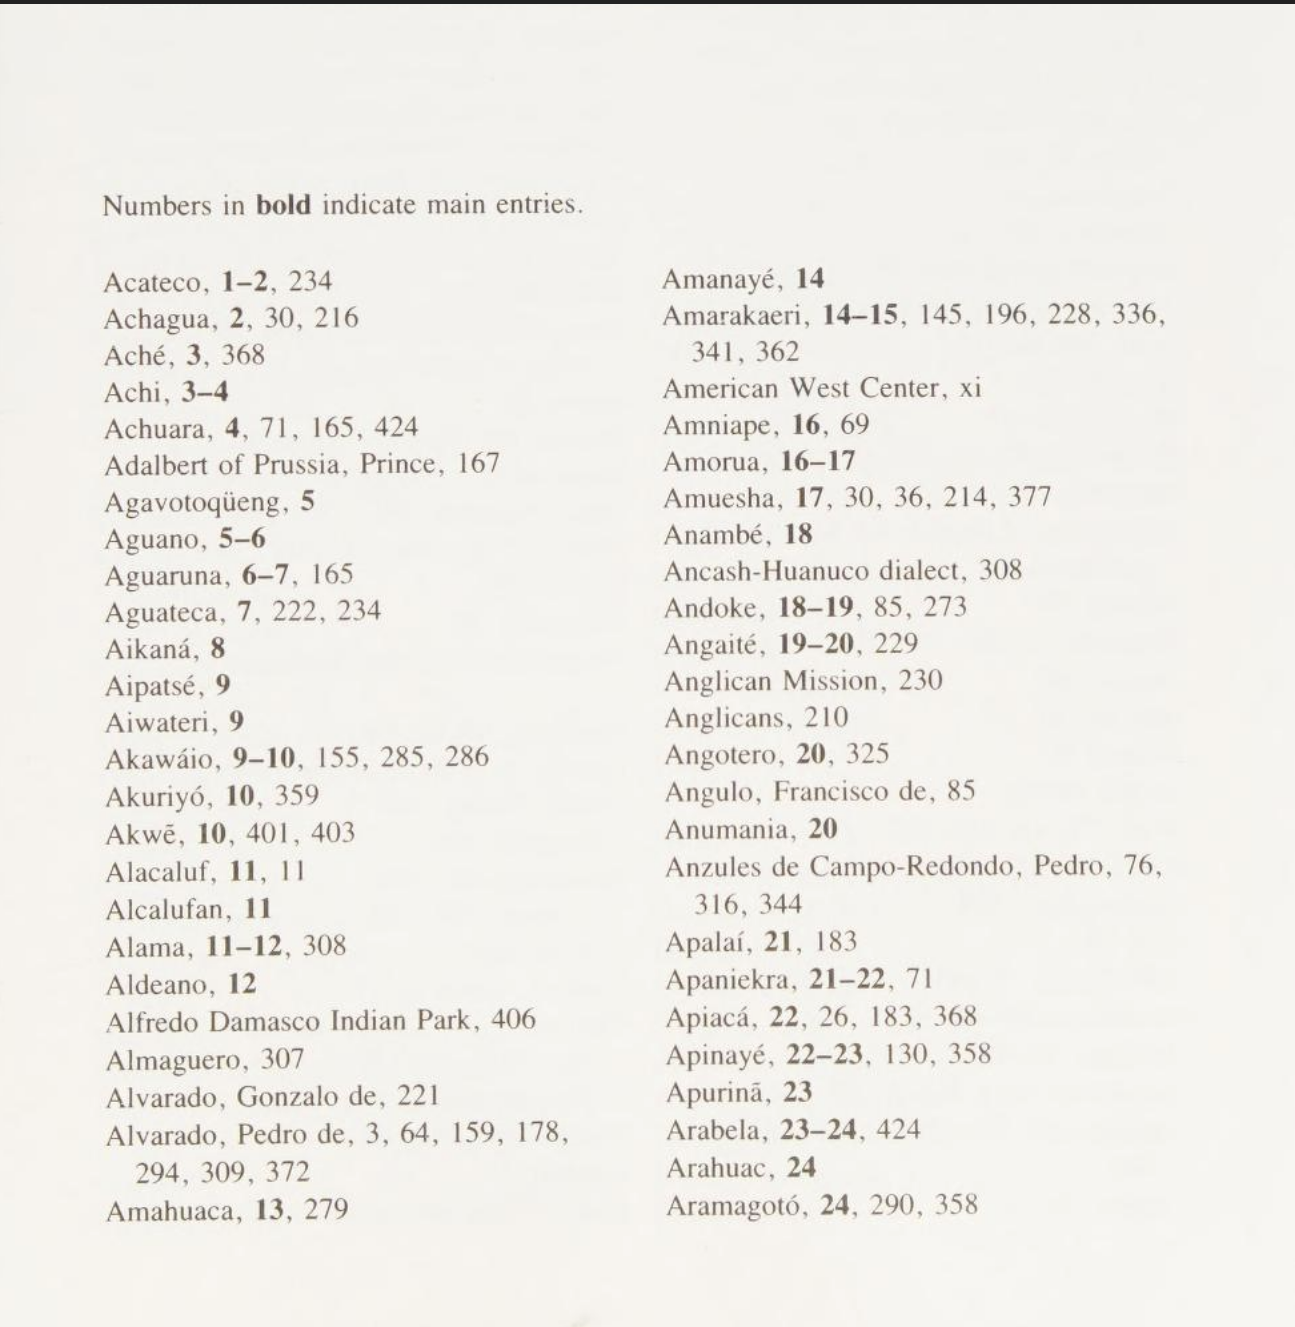 Numbers in bold indicate main entries.
Acateco, 1–2, 234
Achagua, 2, 30, 216
Aché, 3, 368
Achi, 3–4
Achuara, 4, 71, 165, 424
Adalbert of Prussia, Prince, 167
Agavotoqüeng, 5
Aguano, 5–6
Aguaruna, 6–7, 165
Aguateca, 7, 222, 234
Aikaná, 8
Aipatsé, 9
Aiwateri, 9
Akawáio, 9–10, 155, 285, 286
Akuriyó, 10, 359
Akwẽ, 10, 401, 403
Alacaluf, 11, 11
Alcalufan, 11
Alama, 11–12, 308
Aldeano, 12
Alfredo Damasco Indian Park, 406
Almaguero, 307
Alvarado, Gonzalo de, 221
Alvarado, Pedro de, 3, 64, 159, 178,
294, 309, 372
Amahuaca, 13, 279
Amanayé, 14
Amarakaeri, 14–15, 145, 196, 228, 336,
341, 362
American West Center, xi
Amniape, 16, 69
Amorua, 16–17
Amuesha, 17, 30, 36, 214, 377
Anambé, 18
Ancash-Huanuco dialect, 308
Andoke, 18–19, 85, 273
Angaité, 19–20, 229
Anglican Mission, 230
Anglicans, 210
Angotero, 20, 325
Angulo, Francisco de, 85
Anumania, 20
Anzules de Campo-Redondo, Pedro, 76,
316, 344
Apalaí, 21, 183
Apaniekra, 21–22, 71
Apiacá, 22, 26, 183, 368
Apinayé, 22–23, 130, 358
Apurinã, 23
Arabela, 23–24, 424
Arahuac, 24
Aramagotó, 24, 290, 358